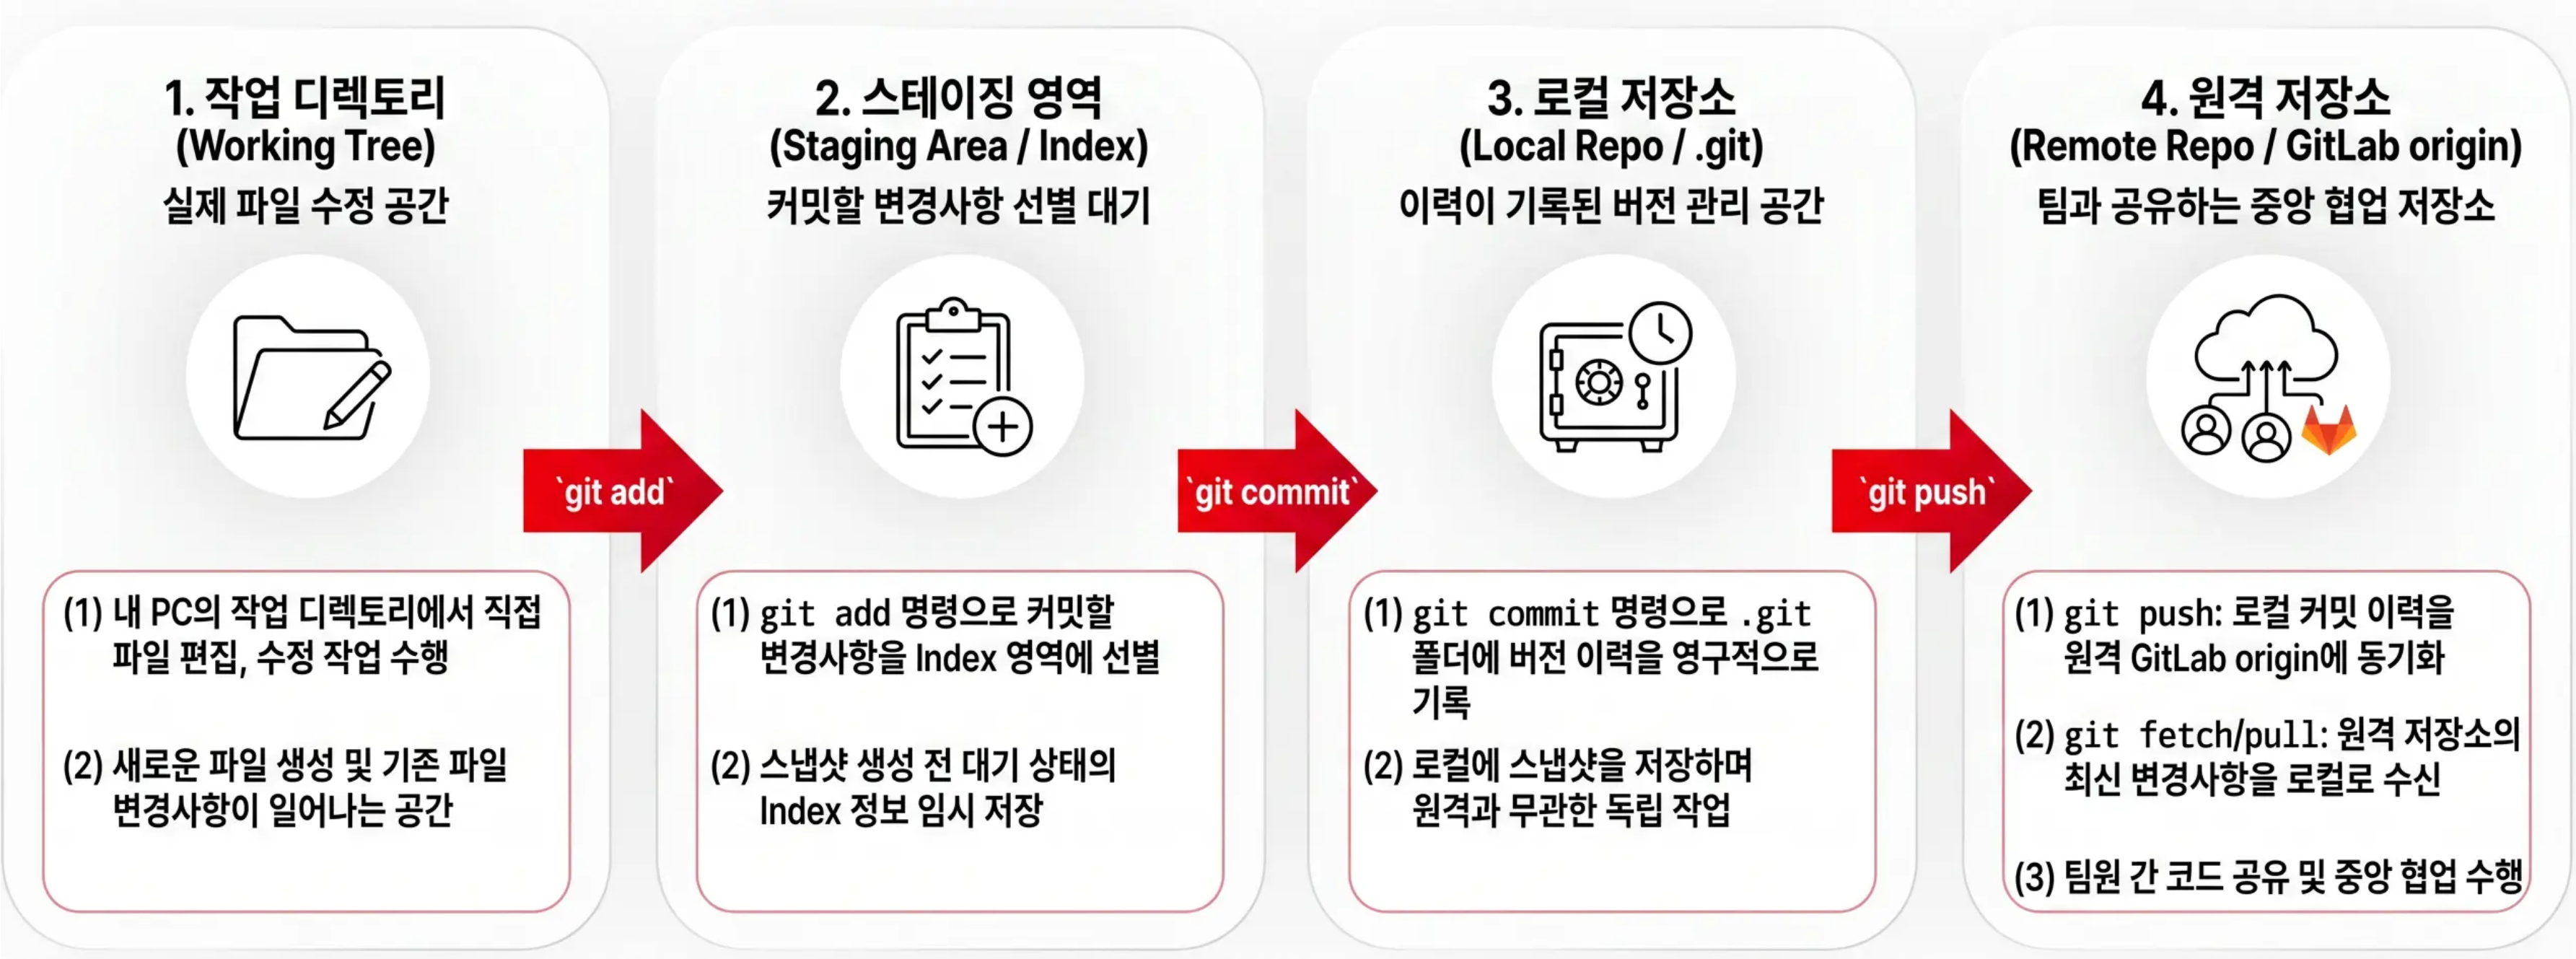 1. 작업 디렉토리
(Working Tree)
실제 파일 수정 공간
(1) 내 PC의 작업 디렉토리에서 직접
파일 편집, 수정 작업 수행
(2) 새로운 파일 생성 및 기존 파일
변경사항이 일어나는 공간
`git add`
2. 스테이징 영역
(Staging Area / Index)
커밋할 변경사항 선별 대기
(1) git add 명령으로 커밋할
변경사항을 Index 영역에 선별
(2) 스냅샷 생성 전 대기 상태의
Index 정보 임시 저장
`git commit`
3. 로컬 저장소
(Local Repo / .git)
이력이 기록된 버전 관리 공간
(1) git commit 명령으로 .git
폴더에 버전 이력을 영구적으로
기록
(2) 로컬에 스냅샷을 저장하며
원격과 무관한 독립 작업
`git push`
4. 원격 저장소
(Remote Repo / GitLab origin)
팀과 공유하는 중앙 협업 저장소
(1) git push: 로컬 커밋 이력을
원격 GitLab origin에 동기화
(2) git fetch/pull: 원격 저장소의
최신 변경사항을 로컬로 수신
(3) 팀원 간 코드 공유 및 중앙 협업 수행